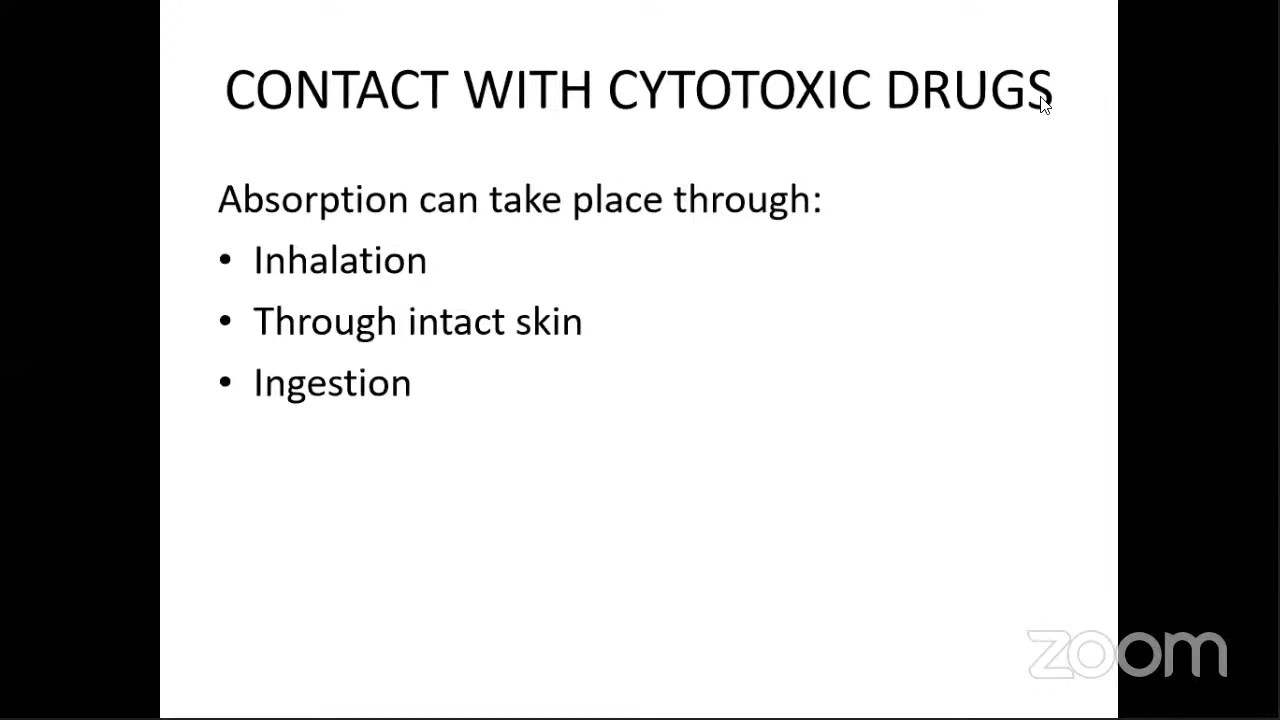 CONTACT WITH CYTOTOXIC DRUGS
Absorption can take place through:
• Inhalation
• Through intact skin
• Ingestion
zoom